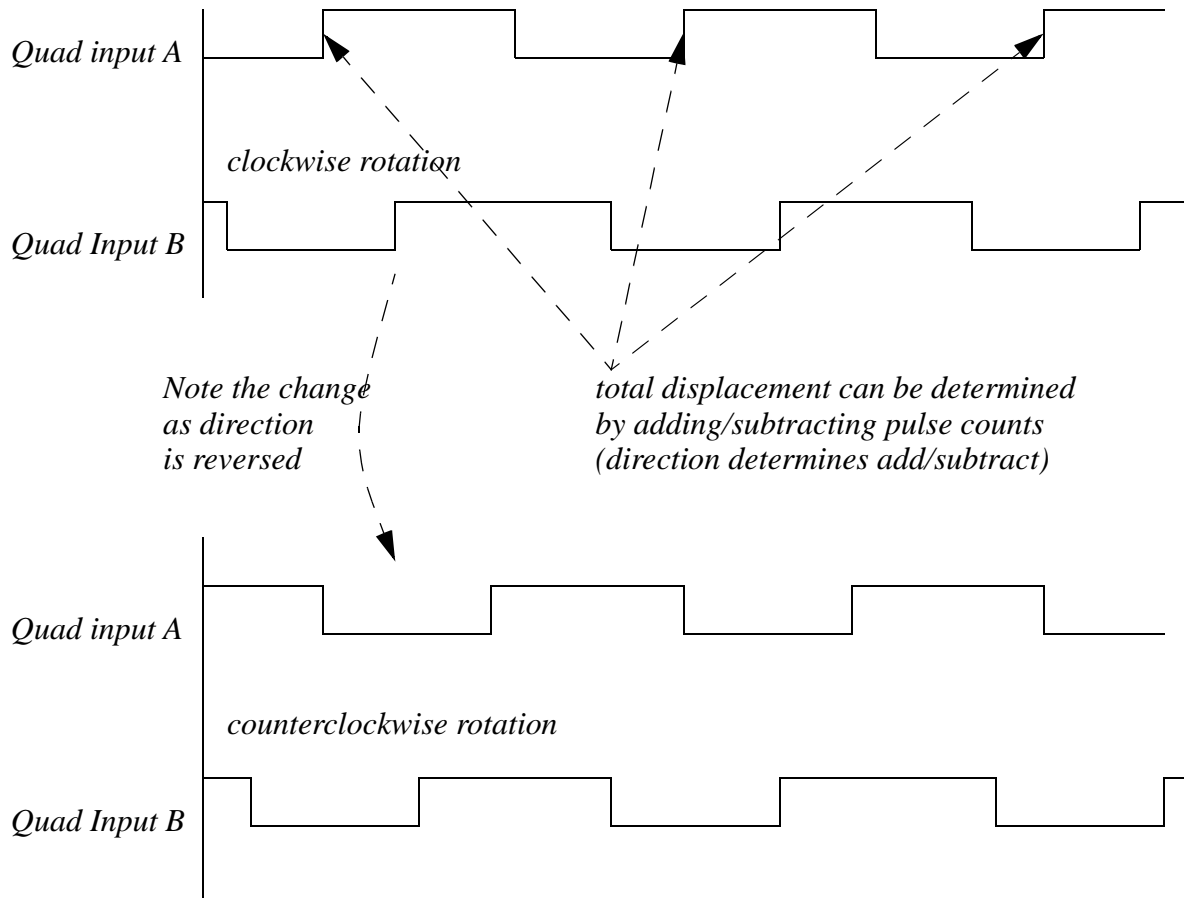 Quad input A
clockwise rotation
Quad Input B
Note the change
as direction
is reversed
total displacement can be determined
by adding/subtracting pulse counts
(direction determines add/subtract)
Quad input A
counterclockwise rotation
Quad Input B